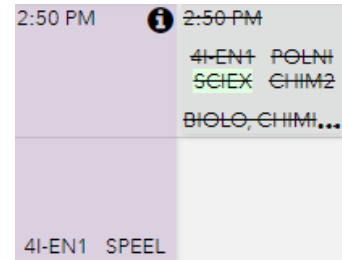 2:50 PM
2:50 PM
4I-EN1 POLNI
SCIEX CHIM2
BIOLO, CHIMI...
4I-EN1 SPEEL